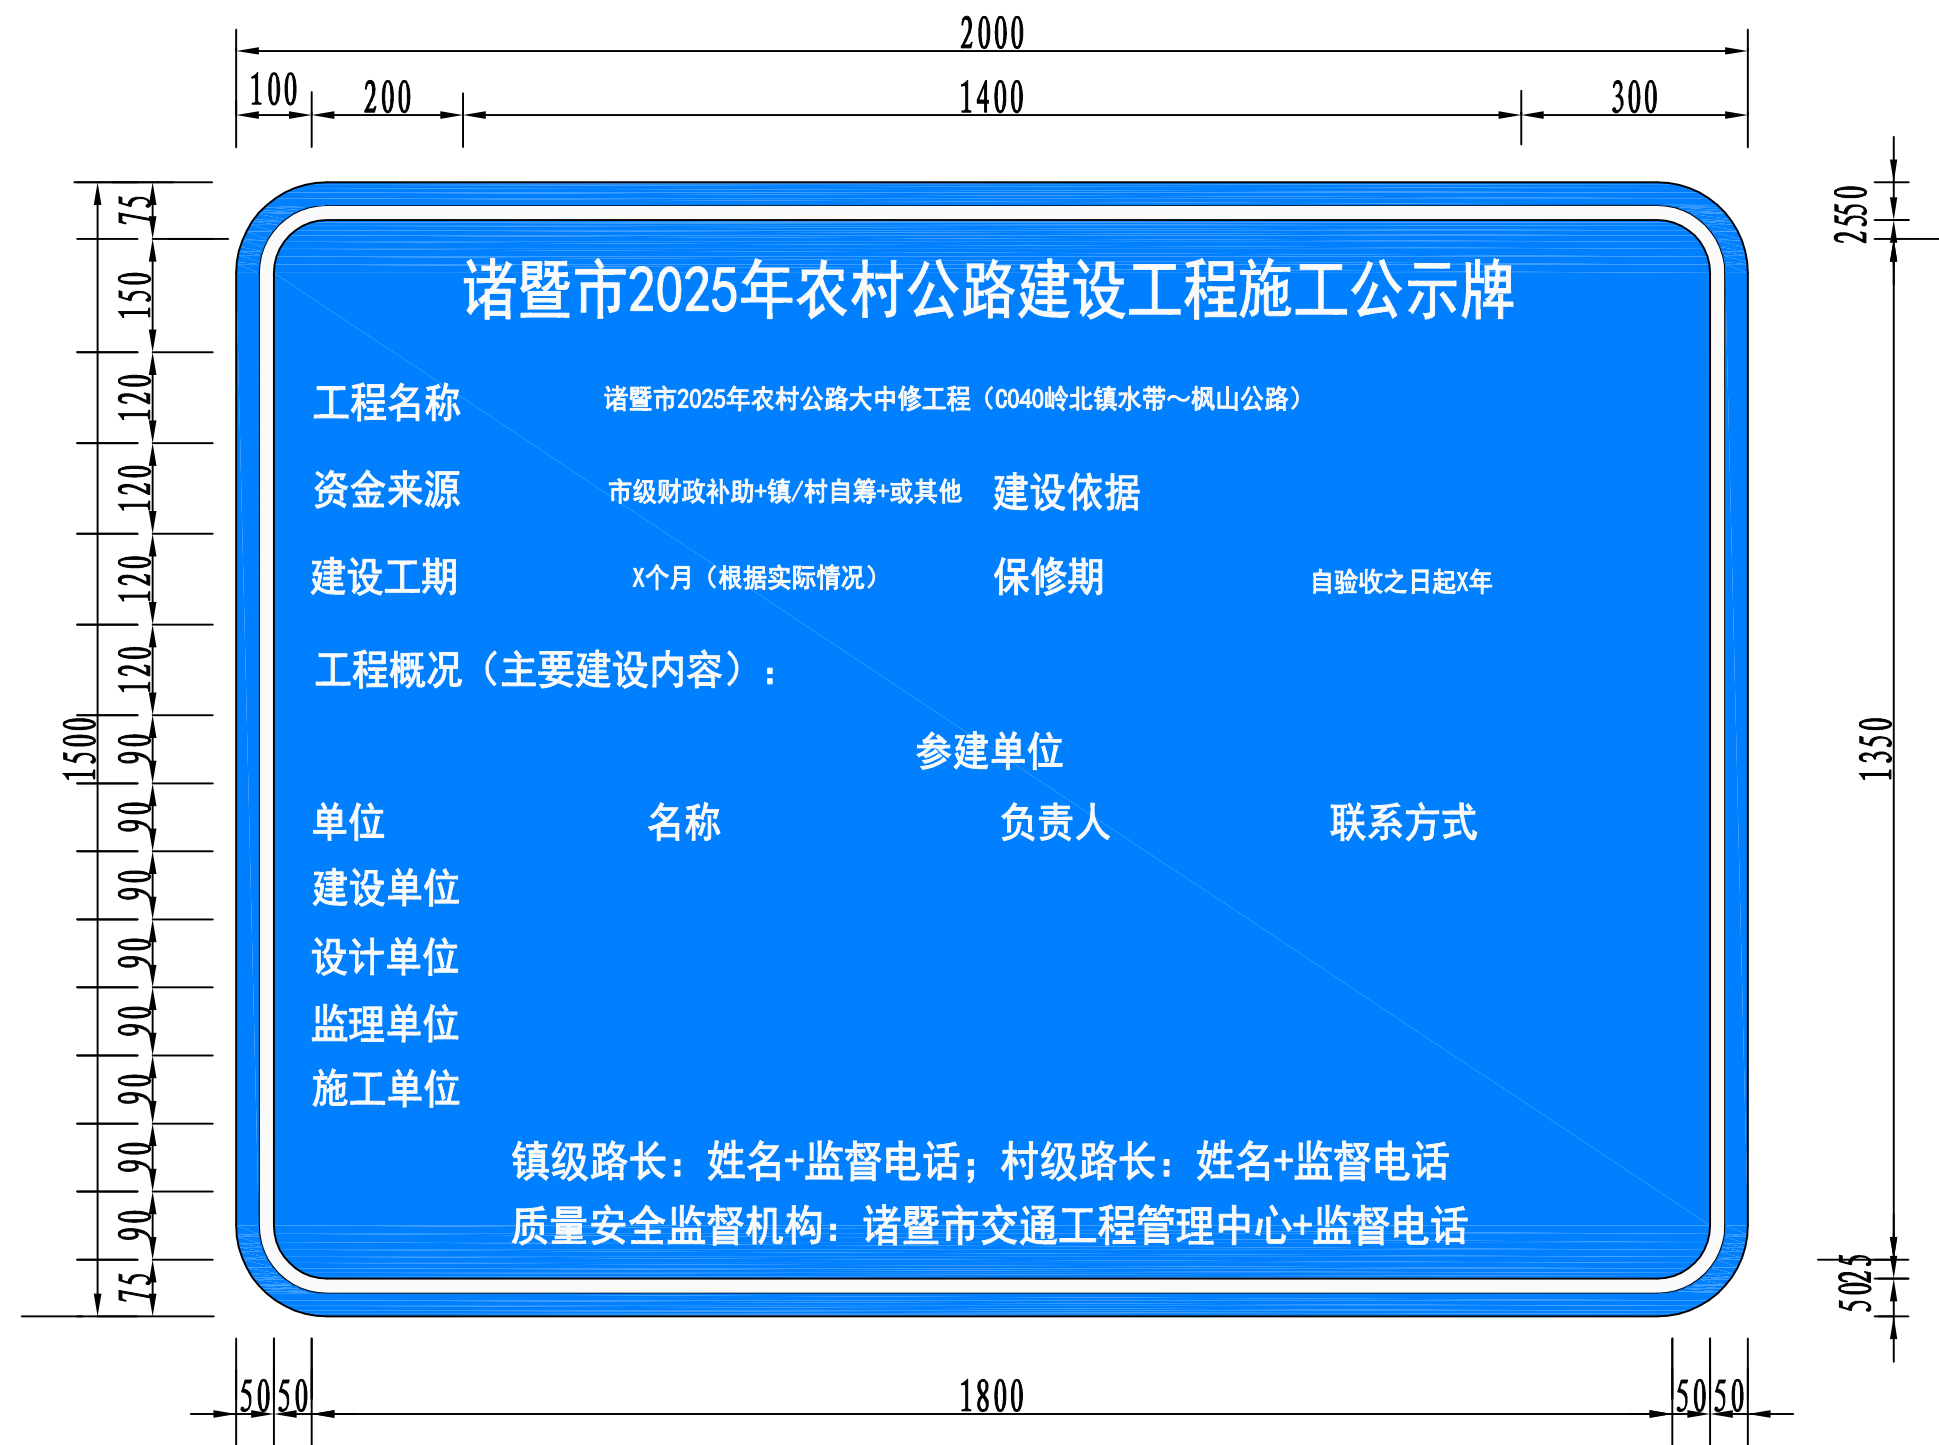 2000
100 200 1400 300
诸暨市2025年农村公路建设工程施工公示牌
工程名称 诸暨市2025年农村公路大中修工程（C040岭北镇水带～枫山公路）
资金来源 市级财政补助+镇/村自筹+或其他 建设依据
建设工期 X个月（根据实际情况） 保修期 自验收之日起X年
工程概况（主要建设内容）：
参建单位
单位 名称 负责人 联系方式
建设单位
设计单位
监理单位
施工单位
镇级路长：姓名+监督电话；村级路长：姓名+监督电话
质量安全监督机构：诸暨市交通工程管理中心+监督电话
75
150
120
120
120
120
90
90
90
90
90
90
90
90
75
1500
50
25
1350
25
50
50 50 1800 50 50